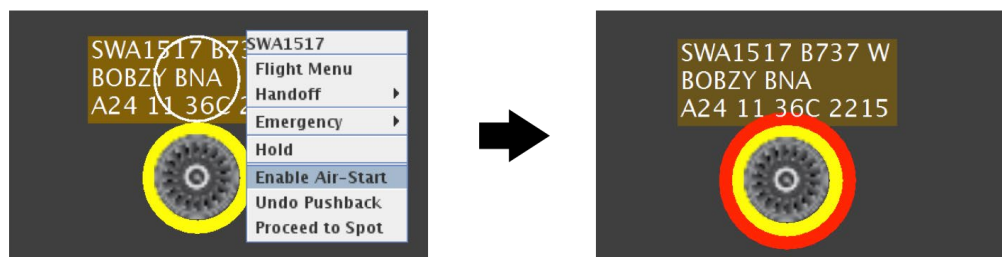 SWA1517 B73
BOBZY BNA
A24 11 36C 2
SWA1517
Flight Menu
Handoff
Emergency
Hold
Enable Air-Start
Undo Pushback
Proceed to Spot
SWA1517 B737 W
BOBZY BNA
A24 11 36C 2215